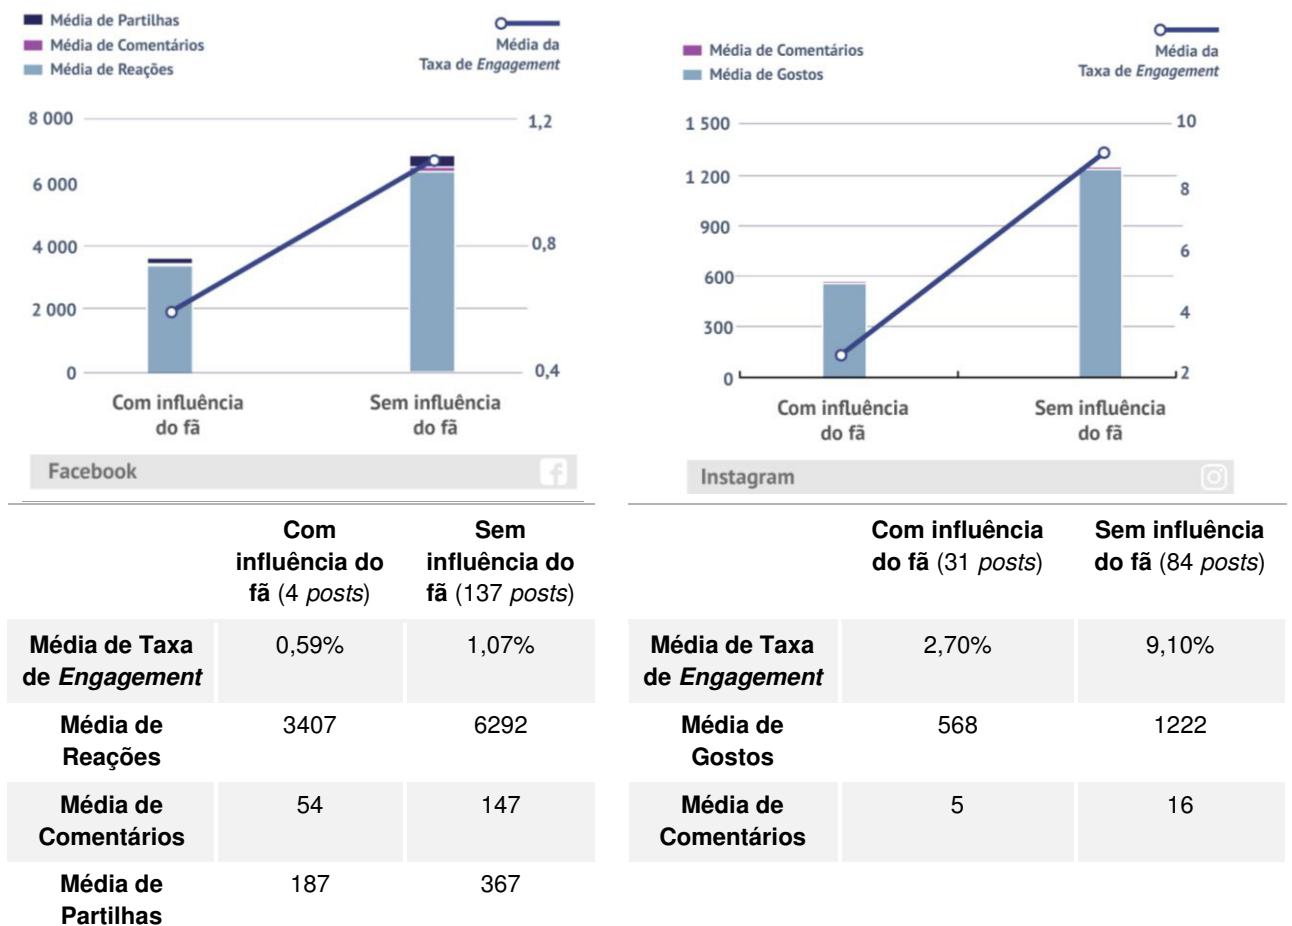 Média de Partilhas
Média de Comentários
Média de Reações
Média da
Taxa de Engagement
8 000
6 000
4 000
2 000
0
1,2
0,8
0,4
Com influência
do fã
Sem influência
do fã
Facebook
Média de Comentários
Média de Gostos
Média da
Taxa de Engagement
1 500
1 200
900
600
300
0
10
8
6
4
2
Com influência
do fã
Sem influência
do fã
Instagram
Com
influência do
fã (4 posts)
Sem
influência do
fã (137 posts)
Média de Taxa
de Engagement
0,59%
1,07%
Média de
Reações
3407
6292
Média de
Comentários
54
147
Média de
Partilhas
187
367
Com influência
do fã (31 posts)
Sem influência
do fã (84 posts)
Média de Taxa
de Engagement
2,70%
9,10%
Média de
Gostos
568
1222
Média de
Comentários
5
16